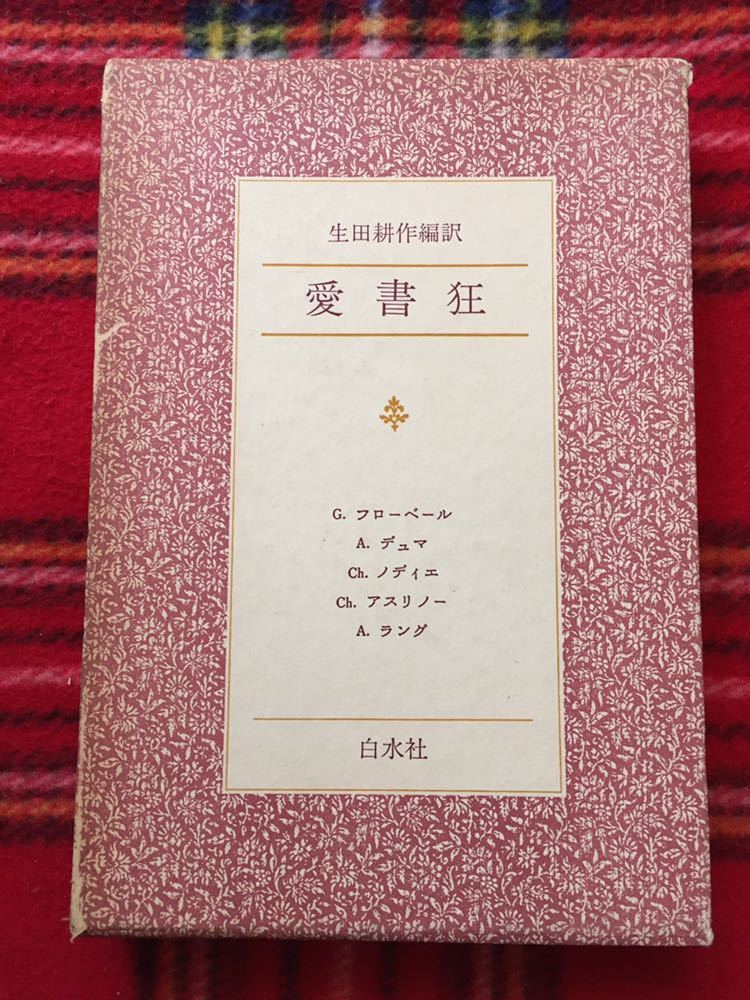 生田耕作編訳
愛書狂
G. フローベール
A. デュマ
Ch. ノディエ
Ch. アスリノー
A. ラング
白水社